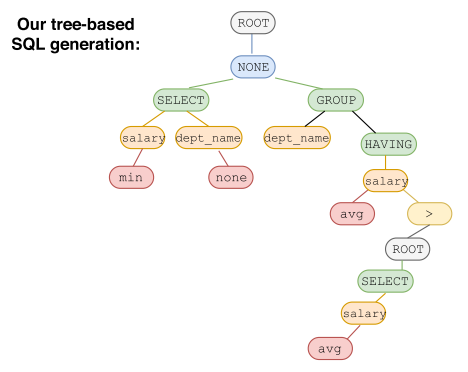 Our tree-based
SQL generation:
ROOT
NONE
SELECT GROUP
salary dept_name dept_name
HAVING
min none salary
avg >
ROOT
SELECT
salary
avg